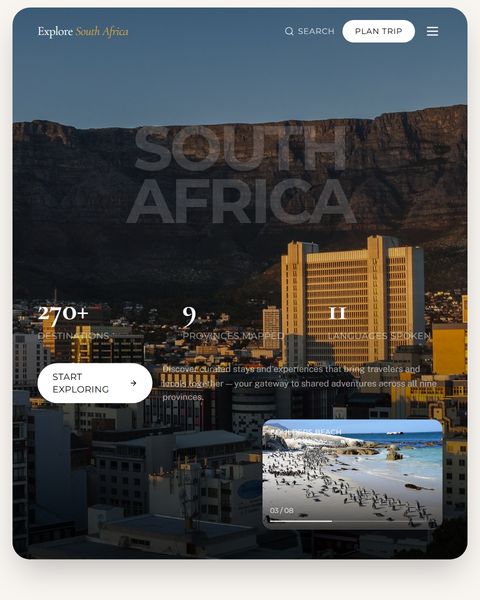 Explore South Africa
SEARCH
PLAN TRIP
SOUTH
AFRICA
270+
DESTINATIONS
9
PROVINCES MAPPED
11
LANGUAGES SPOKEN
START
EXPLORING
Discover curated stays and experiences that bring travelers and
locals together — your gateway to shared adventures across all nine
provinces.
BOULDERS BEACH
03 / 08